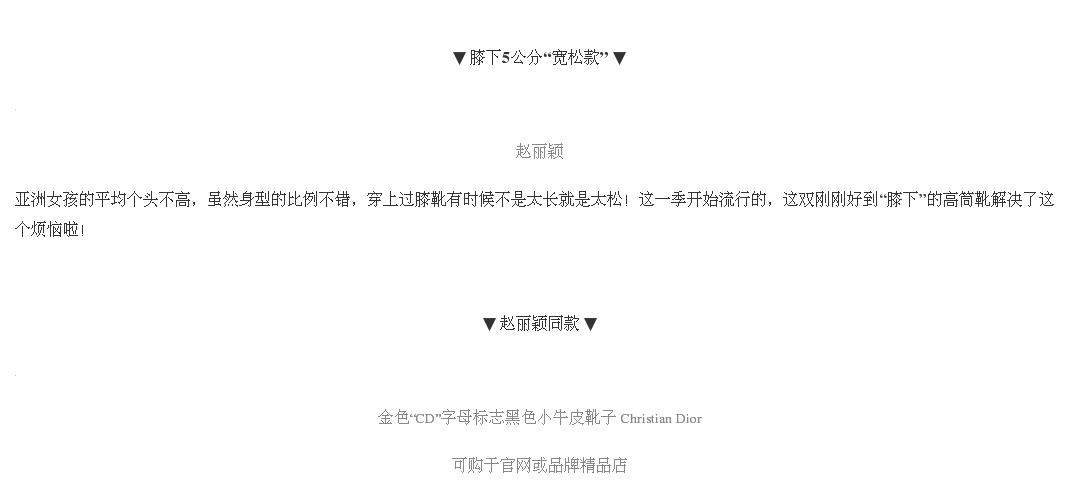 ▼ 膝下5公分“宽松款” ▼
赵丽颖
亚洲女孩的平均个头不高，虽然身型的比例不错，穿上过膝靴有时候不是太长就是太松！这一季开始流行的，这双刚刚好到“膝下”的高筒靴解决了这
个烦恼啦！
▼ 赵丽颖同款 ▼
金色“CD”字母标志黑色小牛皮靴子 Christian Dior
可购于官网或品牌精品店